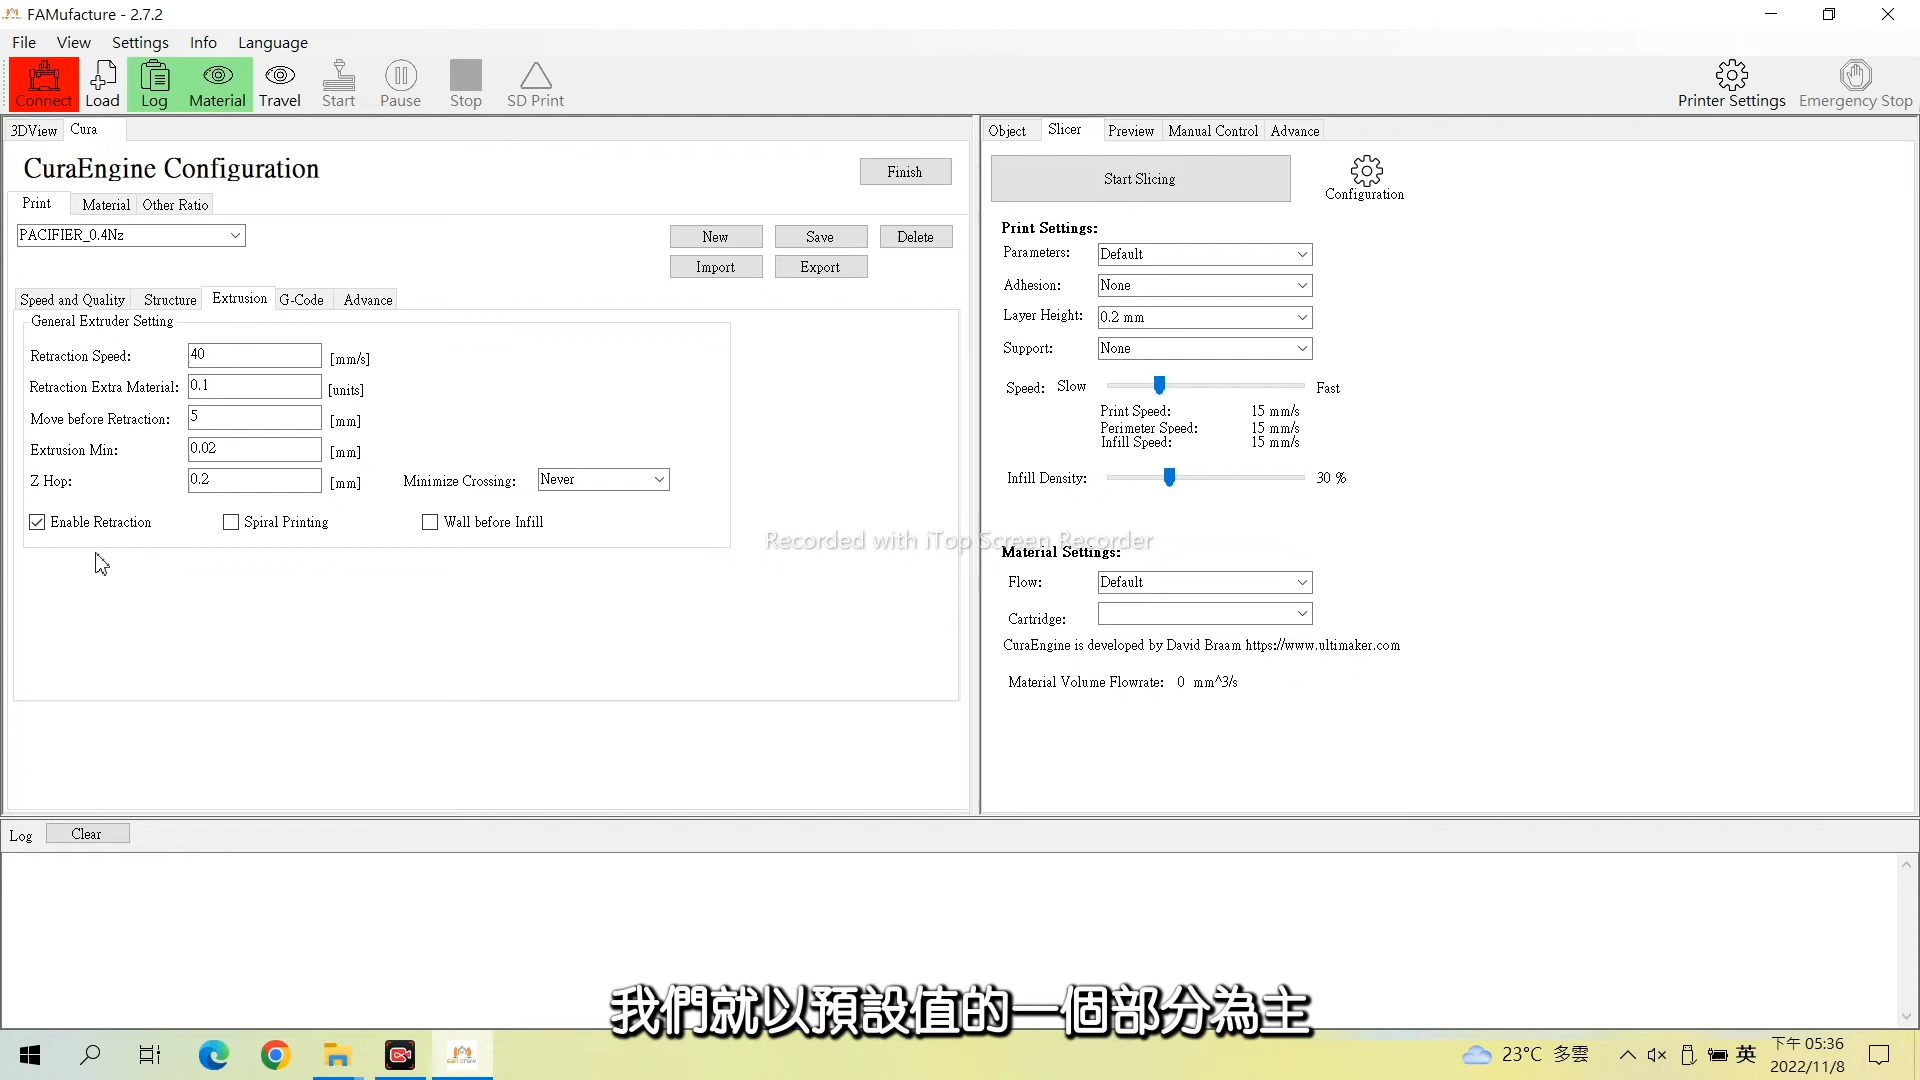 FAMufacture - 2.7.2
File View Settings Info Language
Connect Load Log Material Travel Start Pause Stop SD Print Printer Settings Emergency Stop
3DView Cura
CuraEngine Configuration
Finish
Print Material Other Ratio
PACIFIER_0.4Nz
New Save Delete
Import Export
Speed and Quality Structure Extrusion G-Code Advance
General Extruder Setting
Retraction Speed: 40 [mm/s]
Retraction Extra Material: 0.1 [units]
Move before Retraction: 5 [mm]
Extrusion Min: 0.02 [mm]
Z Hop: 0.2 [mm] Minimize Crossing: Never
Enable Retraction Spiral Printing Wall before Infill
Object Slicer Preview Manual Control Advance
Start Slicing
Configuration
Print Settings:
Parameters: Default
Adhesion: None
Layer Height: 0.2 mm
Support: None
Speed: Slow Fast
Print Speed: 15 mm/s
Perimeter Speed: 15 mm/s
Infill Speed: 15 mm/s
Infill Density: 30 %
Recorded with iTop Screen Recorder
Material Settings:
Flow: Default
Cartridge:
CuraEngine is developed by David Braam https://www.ultimaker.com
Material Volume Flowrate: 0 mm^3/s
Log Clear
我們就以預設值的一個部分為主
23°C 多雲
英
下午 05:36
2022/11/8